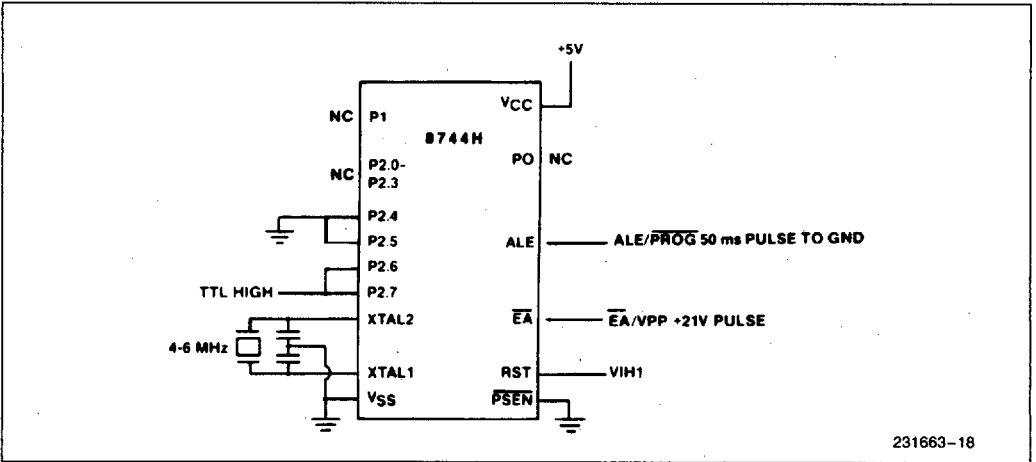 +5V
VCC
NC P1
8744H
PO NC
NC P2.0-
P2.3
P2.4
P2.5
ALE
ALE/PROG 50 ms PULSE TO GND
P2.6
TTL HIGH
P2.7
XTAL2
EA
EA/VPP +21V PULSE
4-6 MHz
XTAL1
RST
VIH1
VSS
PSEN
231663-18